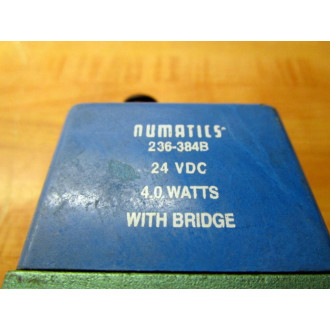 numatics
236-384B
24 VDC
4.0 WATTS
WITH BRIDGE